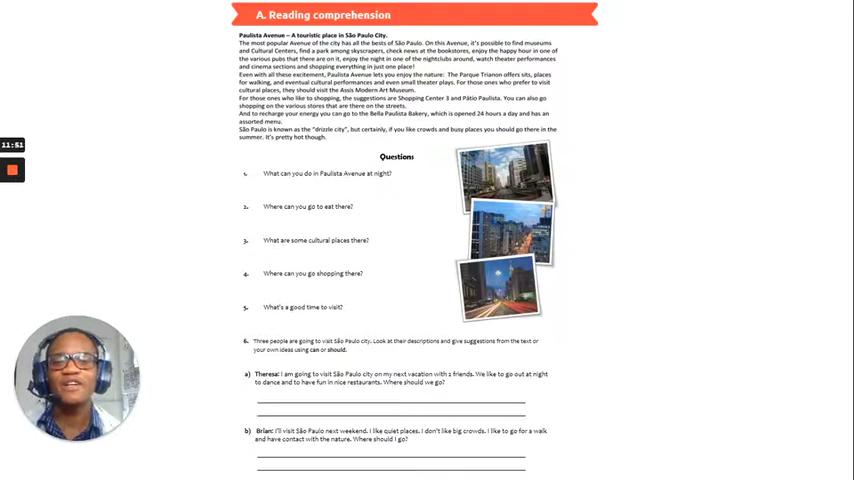 A. Reading comprehension
Paulista Avenue – A touristic place in São Paulo City.
The most popular Avenue of the city has all the bests of São Paulo. On this Avenue, it's possible to find museums
and Cultural Centers, find a park among skyscrapers, check news at the bookstores, enjoy the happy hour in one of
the various pubs that there are on it, enjoy the night in one of the nightclubs around, watch theater performances
and cinema sections and shopping everything in just one place!
Even with all these excitement, Paulista Avenue lets you enjoy the nature: The Parque Trianon offers sits, places
for walking, and eventual cultural performances and even small theater plays. For those ones who prefer to visit
cultural places, they should visit the Assis Modern Art Museum.
For those ones who like to shopping, the suggestions are Shopping Center 3 and Pátio Paulista. You can also go
shopping on the various stores that are there on the streets.
And to recharge your energy you can go to the Bella Paulista Bakery, which is opened 24 hours a day and has an
assorted menu.
São Paulo is known as the "drizzle city", but certainly, if you like crowds and busy places you should go there in the
summer. It's pretty hot though.
11:51
Questions
1. What can you do in Paulista Avenue at night?
2. Where can you go to eat there?
3. What are some cultural places there?
4. Where can you go shopping there?
5. What's a good time to visit?
6. Three people are going to visit São Paulo city. Look at their descriptions and give suggestions from the text or
your own ideas using can or should.
a) Theresa: I am going to visit São Paulo city on my next vacation with 2 friends. We like to go out at night
to dance and to have fun in nice restaurants. Where should we go?
b) Brian: I'll visit São Paulo next weekend. I like quiet places. I don't like big crowds. I like to go for a walk
and have contact with the nature. Where should I go?